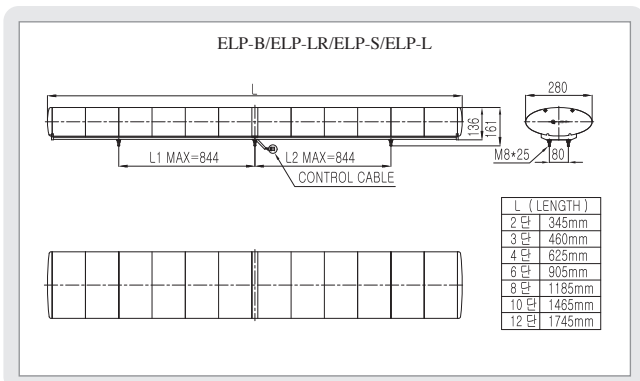 ELP-B/ELP-LR/ELP-S/ELP-L
L
280
136
161
L1 MAX=844
L2 MAX=844
CONTROL CABLE
M8*25
80
L (LENGTH)
2 단 345mm
3 단 460mm
4 단 625mm
6 단 905mm
8 단 1185mm
10 단 1465mm
12 단 1745mm